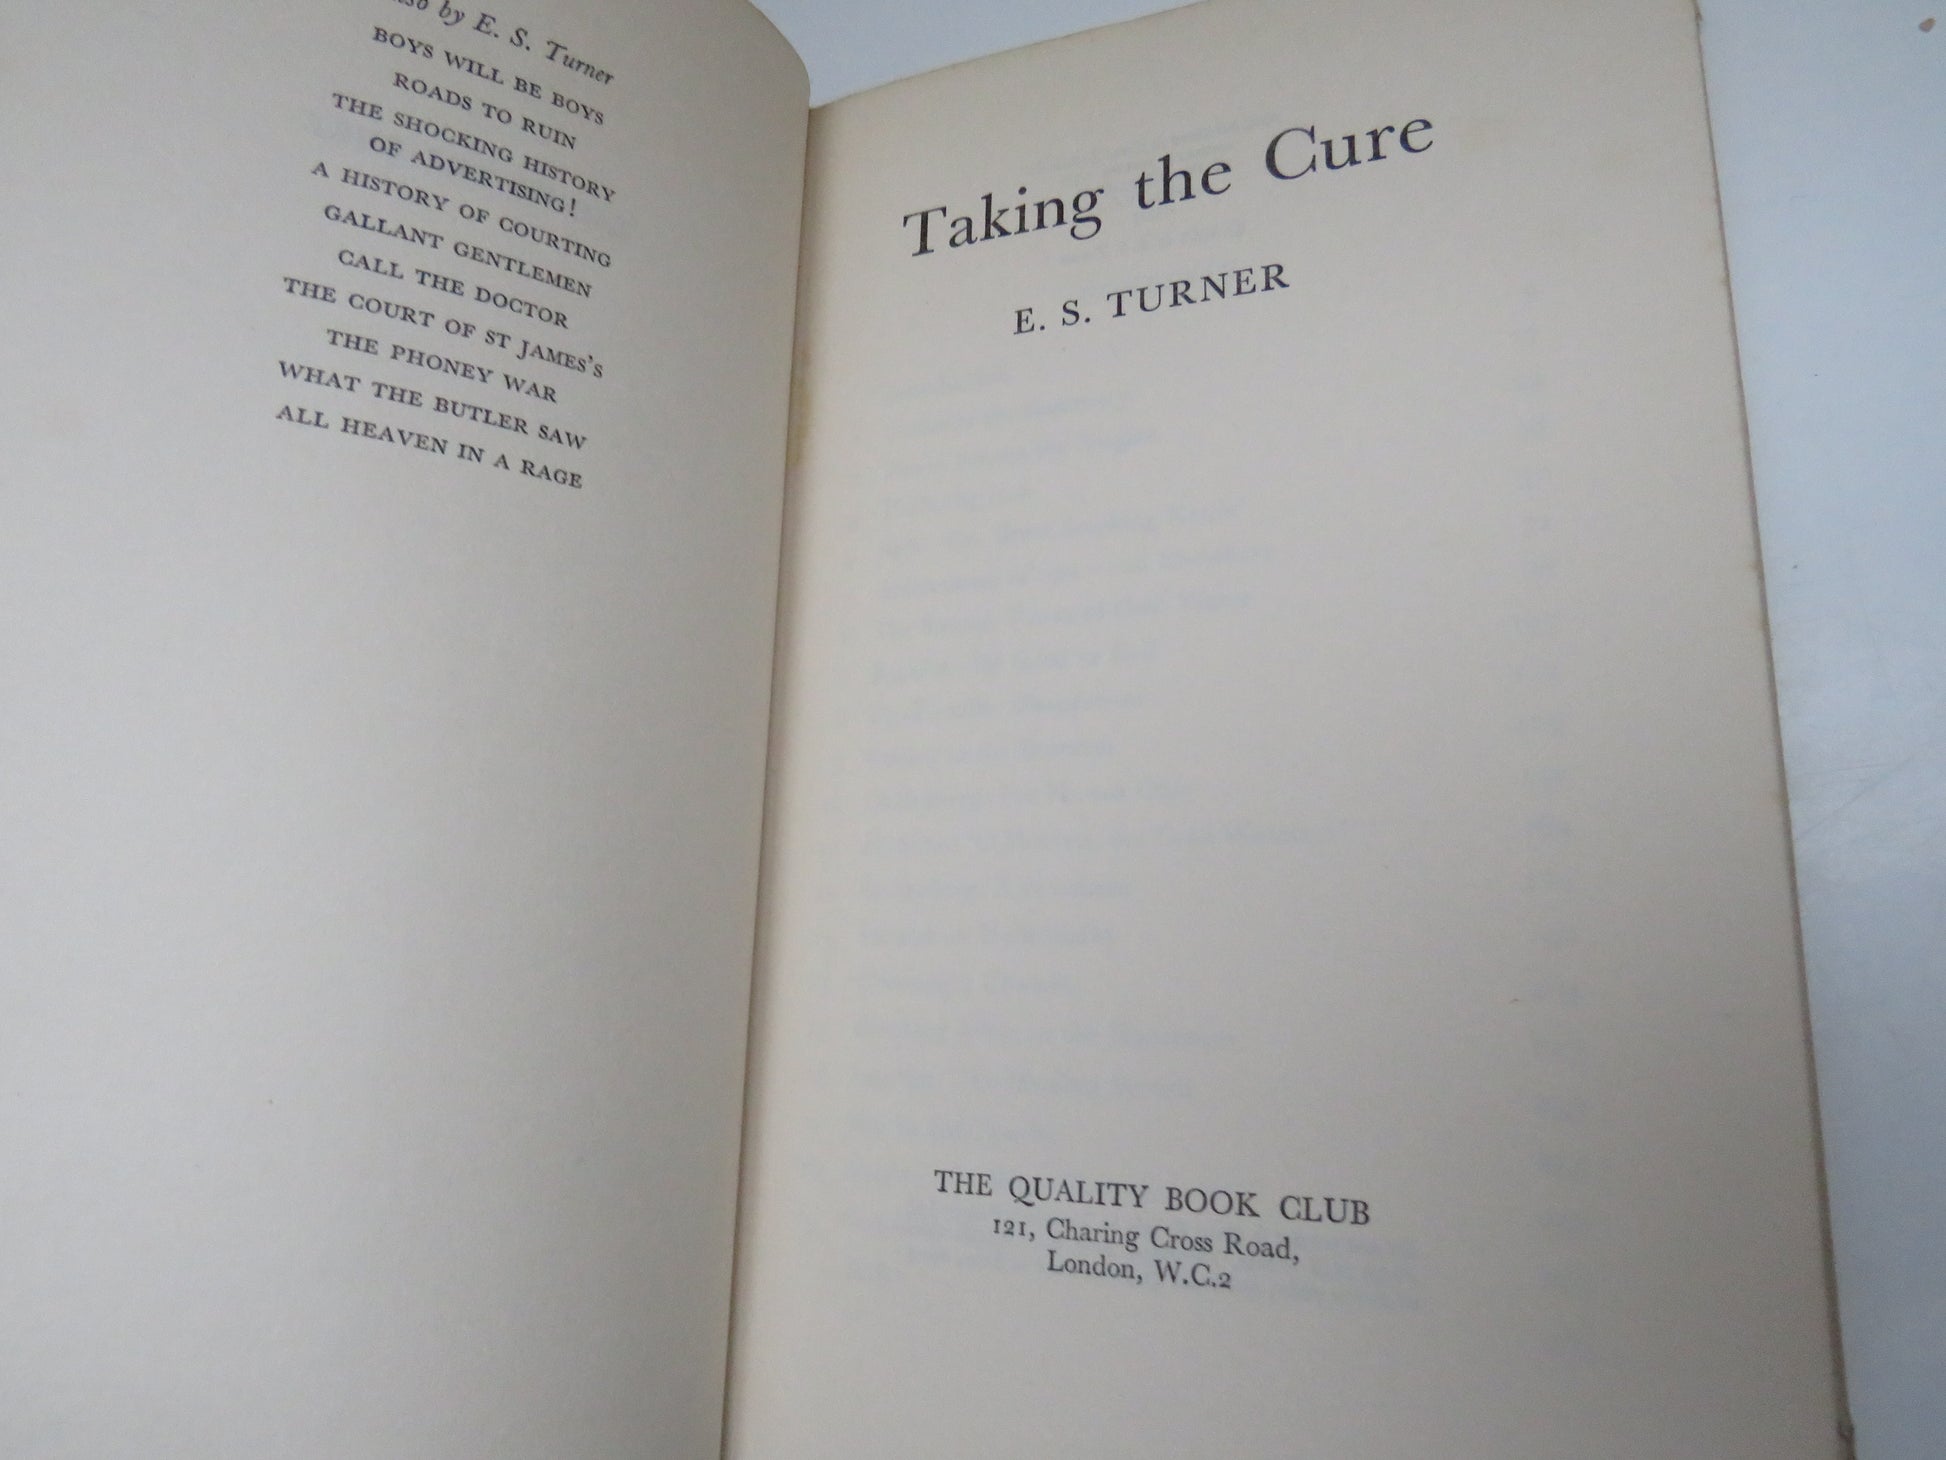 by E. S. Turner
BOYS WILL BE BOYS
ROADS TO RUIN
THE SHOCKING HISTORY
OF ADVERTISING!
A HISTORY OF COURTING
GALLANT GENTLEMEN
CALL THE DOCTOR
THE COURT OF ST JAMES'S
THE PHONEY WAR
WHAT THE BUTLER SAW
ALL HEAVEN IN A RAGE
Taking the Cure
E. S. TURNER
THE QUALITY BOOK CLUB
121, Charing Cross Road,
London, W.C.2